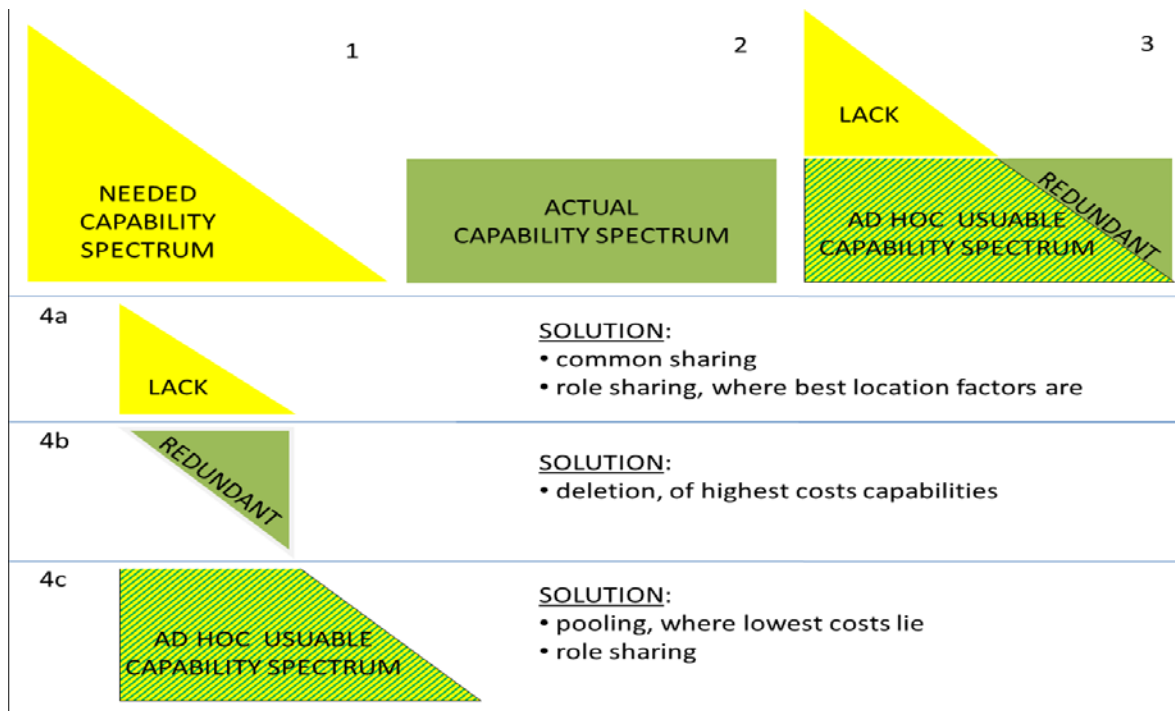 1
NEEDED
CAPABILITY
SPECTRUM
2
ACTUAL
CAPABILITY SPECTRUM
3
LACK
REDUNDANT
AD HOC USUABLE
CAPABILITY SPECTRUM
4a
LACK
SOLUTION:
• common sharing
• role sharing, where best location factors are
4b
REDUNDANT
SOLUTION:
• deletion, of highest costs capabilities
4c
AD HOC USUABLE
CAPABILITY SPECTRUM
SOLUTION:
• pooling, where lowest costs lie
• role sharing